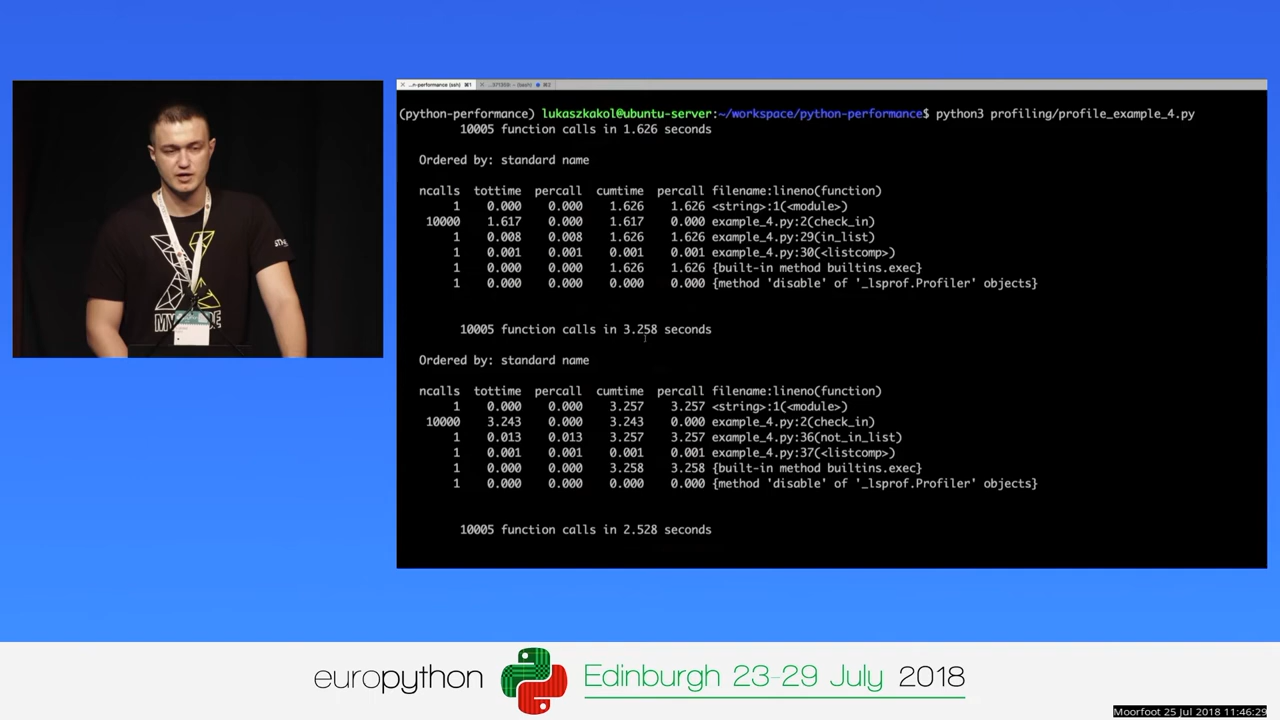 ..n-performance (ssh) ⌘1
- (bash) ⌘2
(python-performance) lukaszkakol@ubuntu-server:~/workspace/python-performance$ python3 profiling/profile_example_4.py
10005 function calls in 1.626 seconds
Ordered by: standard name
ncalls tottime percall cumtime percall filename:lineno(function)
1 0.000 0.000 1.626 1.626 <string>:1(<module>)
10000 1.617 0.000 1.617 0.000 example_4.py:2(check_in)
1 0.008 0.008 1.626 1.626 example_4.py:29(in_list)
1 0.001 0.001 0.001 0.001 example_4.py:30(<listcomp>)
1 0.000 0.000 1.626 1.626 {built-in method builtins.exec}
1 0.000 0.000 0.000 0.000 {method 'disable' of '_lsprof.Profiler' objects}
10005 function calls in 3.258 seconds
Ordered by: standard name
ncalls tottime percall cumtime percall filename:lineno(function)
1 0.000 0.000 3.257 3.257 <string>:1(<module>)
10000 3.243 0.000 3.243 0.000 example_4.py:2(check_in)
1 0.013 0.013 3.257 3.257 example_4.py:36(not_in_list)
1 0.001 0.001 0.001 0.001 example_4.py:37(<listcomp>)
1 0.000 0.000 3.258 3.258 {built-in method builtins.exec}
1 0.000 0.000 0.000 0.000 {method 'disable' of '_lsprof.Profiler' objects}
10005 function calls in 2.528 seconds
europython Edinburgh 23-29 July 2018
Moorfoot 25 Jul 2018 11:46:29